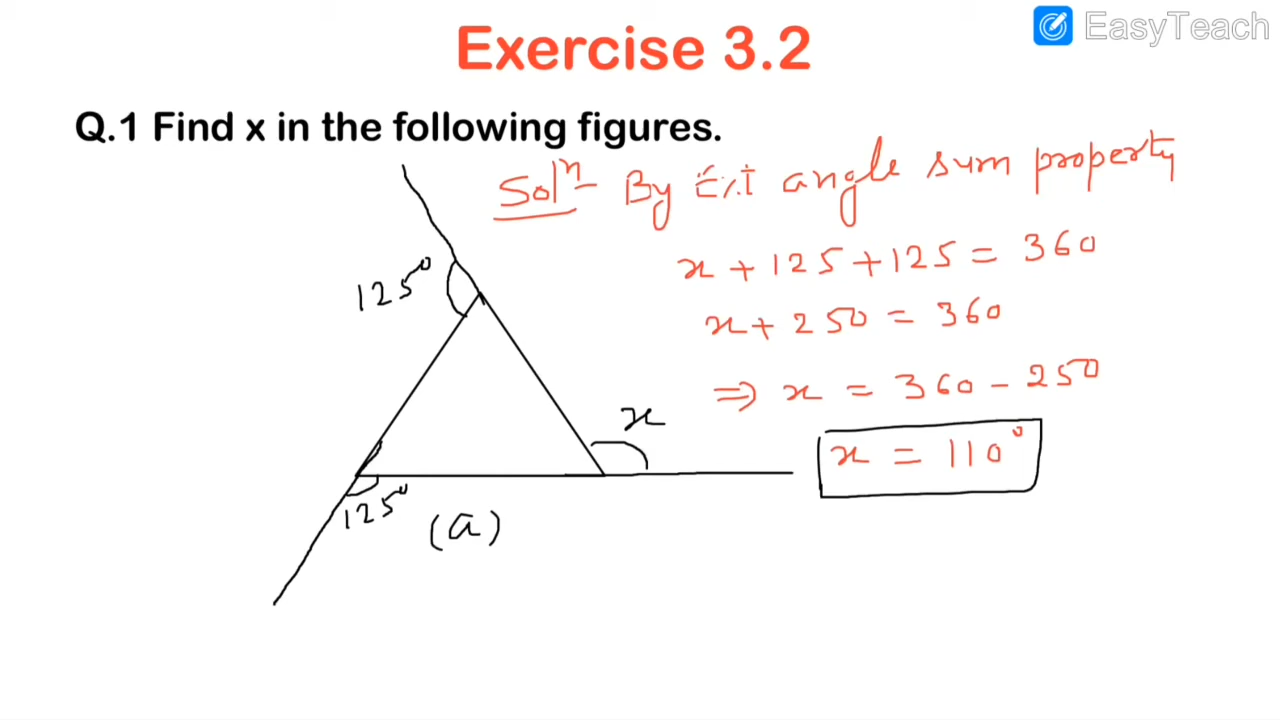 EasyTeach
Exercise 3.2
Q.1 Find x in the following figures.
Solⁿ By Ext angle sum property
x + 125 + 125 = 360
125°
x + 250 = 360
⇒ x = 360 - 250
x
x = 110°
125°
(a)